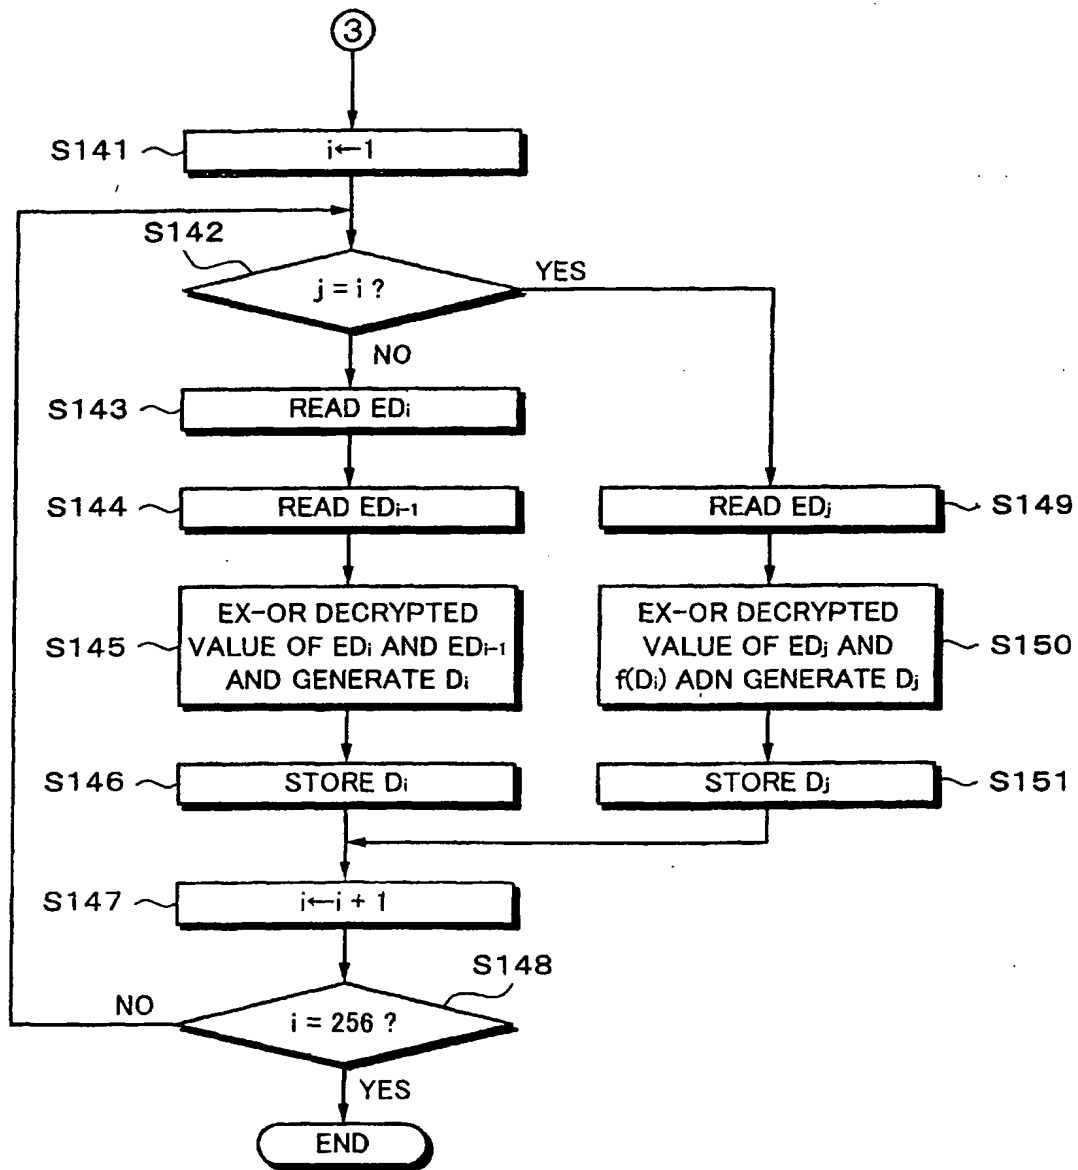 3
S141
i←1
S142
j = i ?
YES
NO
S143
READ EDi
S144
READ EDi-1
READ EDj
S149
S145
EX-OR DECRYPTED
VALUE OF EDi AND EDi-1
AND GENERATE Di
EX-OR DECRYPTED
VALUE OF EDj AND
f(Di) ADN GENERATE Dj
S150
S146
STORE Di
STORE Dj
S151
S147
i←i + 1
S148
NO
i = 256 ?
YES
END